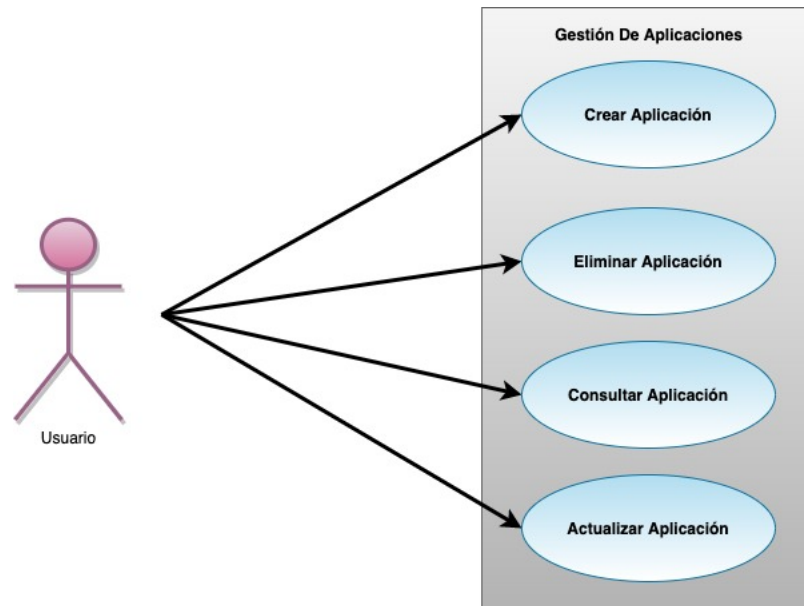 Gestión De Aplicaciones
Crear Aplicación
Eliminar Aplicación
Consultar Aplicación
Actualizar Aplicación
Usuario